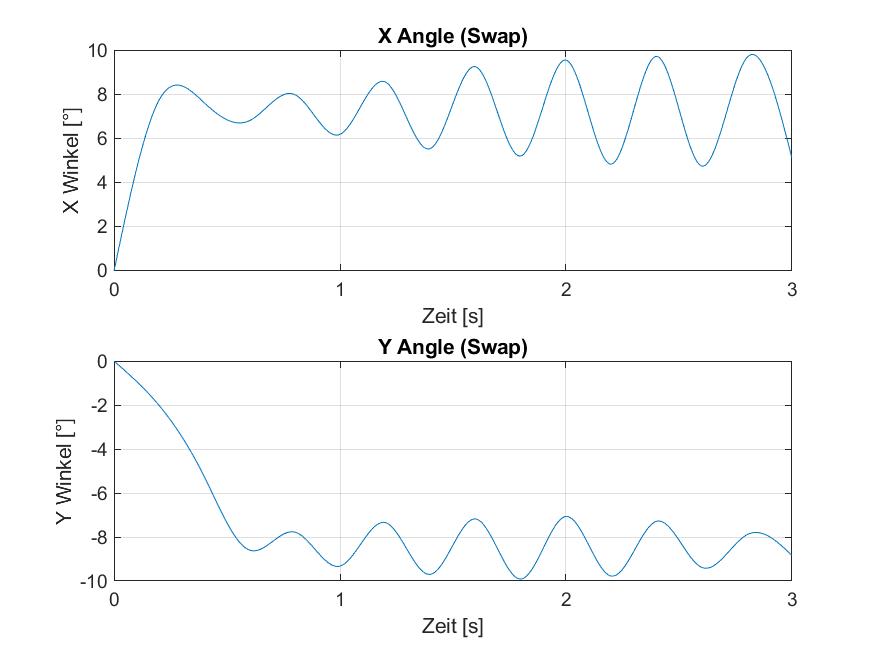 X Angle (Swap)
10
8
6
4
2
0
X Winkel [°]
0 1 2 3
Zeit [s]
Y Angle (Swap)
0
-2
-4
-6
-8
-10
Y Winkel [°]
0 1 2 3
Zeit [s]